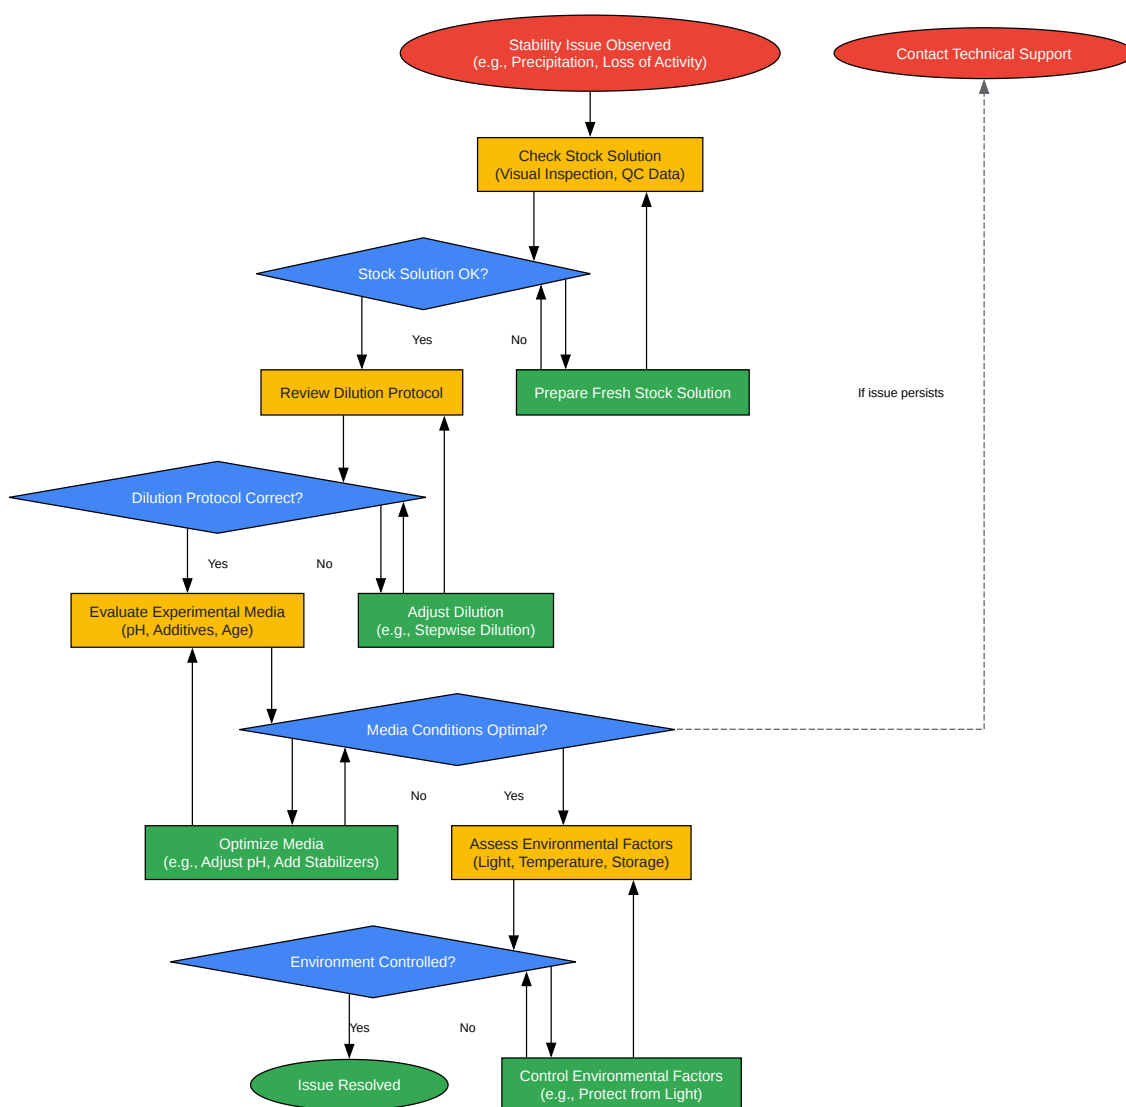 Stability Issue Observed
(e.g., Precipitation, Loss of Activity)
Contact Technical Support
Check Stock Solution
(Visual Inspection, QC Data)
Stock Solution OK?
Yes
No
Review Dilution Protocol
Prepare Fresh Stock Solution
If issue persists
Dilution Protocol Correct?
Yes
No
Evaluate Experimental Media
(pH, Additives, Age)
Adjust Dilution
(e.g., Stepwise Dilution)
Media Conditions Optimal?
No
Yes
Optimize Media
(e.g., Adjust pH, Add Stabilizers)
Assess Environmental Factors
(Light, Temperature, Storage)
Environment Controlled?
Yes
No
Issue Resolved
Control Environmental Factors
(e.g., Protect from Light)